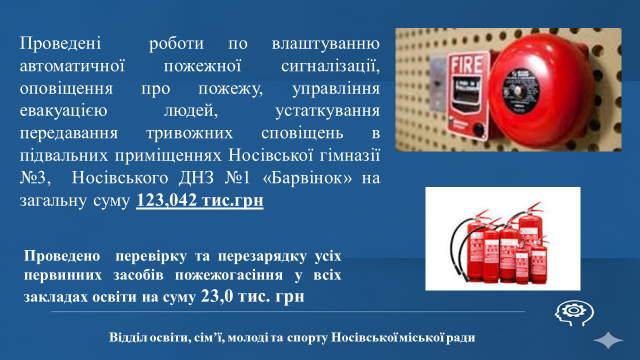 Проведені роботи по влаштуванню
автоматичної пожежної сигналізації,
оповіщення про пожежу, управління
евакуацією людей, устаткування
передавання тривожних сповіщень в
підвальних приміщеннях Носівської гімназії
№3, Носівського ДНЗ №1 «Барвінок» на
загальну суму 123,042 тис.грн
FIRE
Проведено перевірку та перезарядку усіх
первинних засобів пожежогасіння у всіх
закладах освіти на суму 23,0 тис. грн
Відділ освіти, сім’ї, молоді та спорту Носівської міської ради